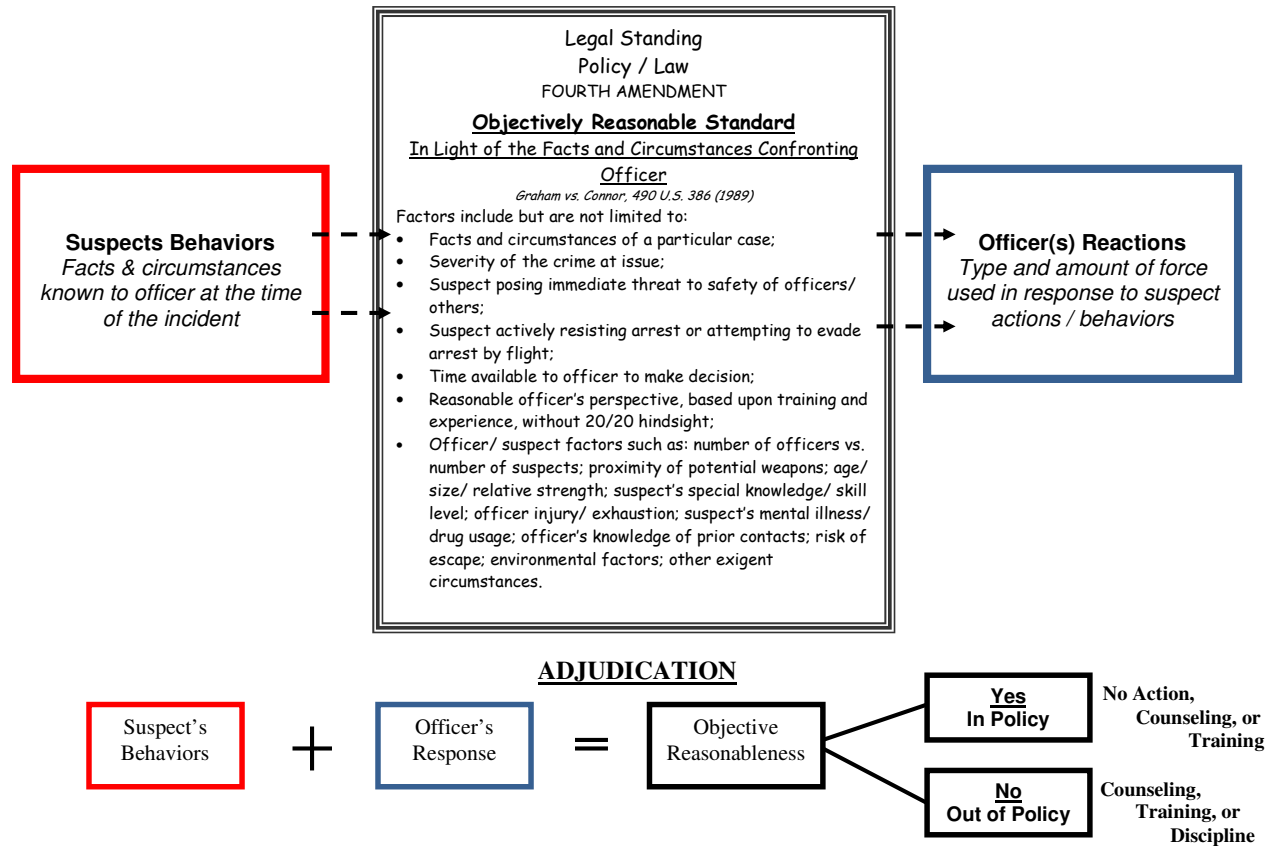 Legal Standing
Policy / Law
FOURTH AMENDMENT
Objectively Reasonable Standard
In Light of the Facts and Circumstances Confronting
Officer
Graham vs. Connor, 490 U.S. 386 (1989)
Factors include but are not limited to:
• Facts and circumstances of a particular case;
• Severity of the crime at issue;
• Suspect posing immediate threat to safety of officers/
others;
• Suspect actively resisting arrest or attempting to evade
arrest by flight;
• Time available to officer to make decision;
• Reasonable officer's perspective, based upon training and
experience, without 20/20 hindsight;
• Officer/ suspect factors such as: number of officers vs.
number of suspects; proximity of potential weapons; age/
size/ relative strength; suspect's special knowledge/ skill
level; officer injury/ exhaustion; suspect's mental illness/
drug usage; officer's knowledge of prior contacts; risk of
escape; environmental factors; other exigent
circumstances.
Suspects Behaviors
Facts & circumstances
known to officer at the time
of the incident
Officer(s) Reactions
Type and amount of force
used in response to suspect
actions / behaviors
ADJUDICATION
Suspect's
Behaviors
+
Officer's
Response
=
Objective
Reasonableness
Yes
In Policy
No Action,
Counseling, or
Training
No
Out of Policy
Counseling,
Training, or
Discipline